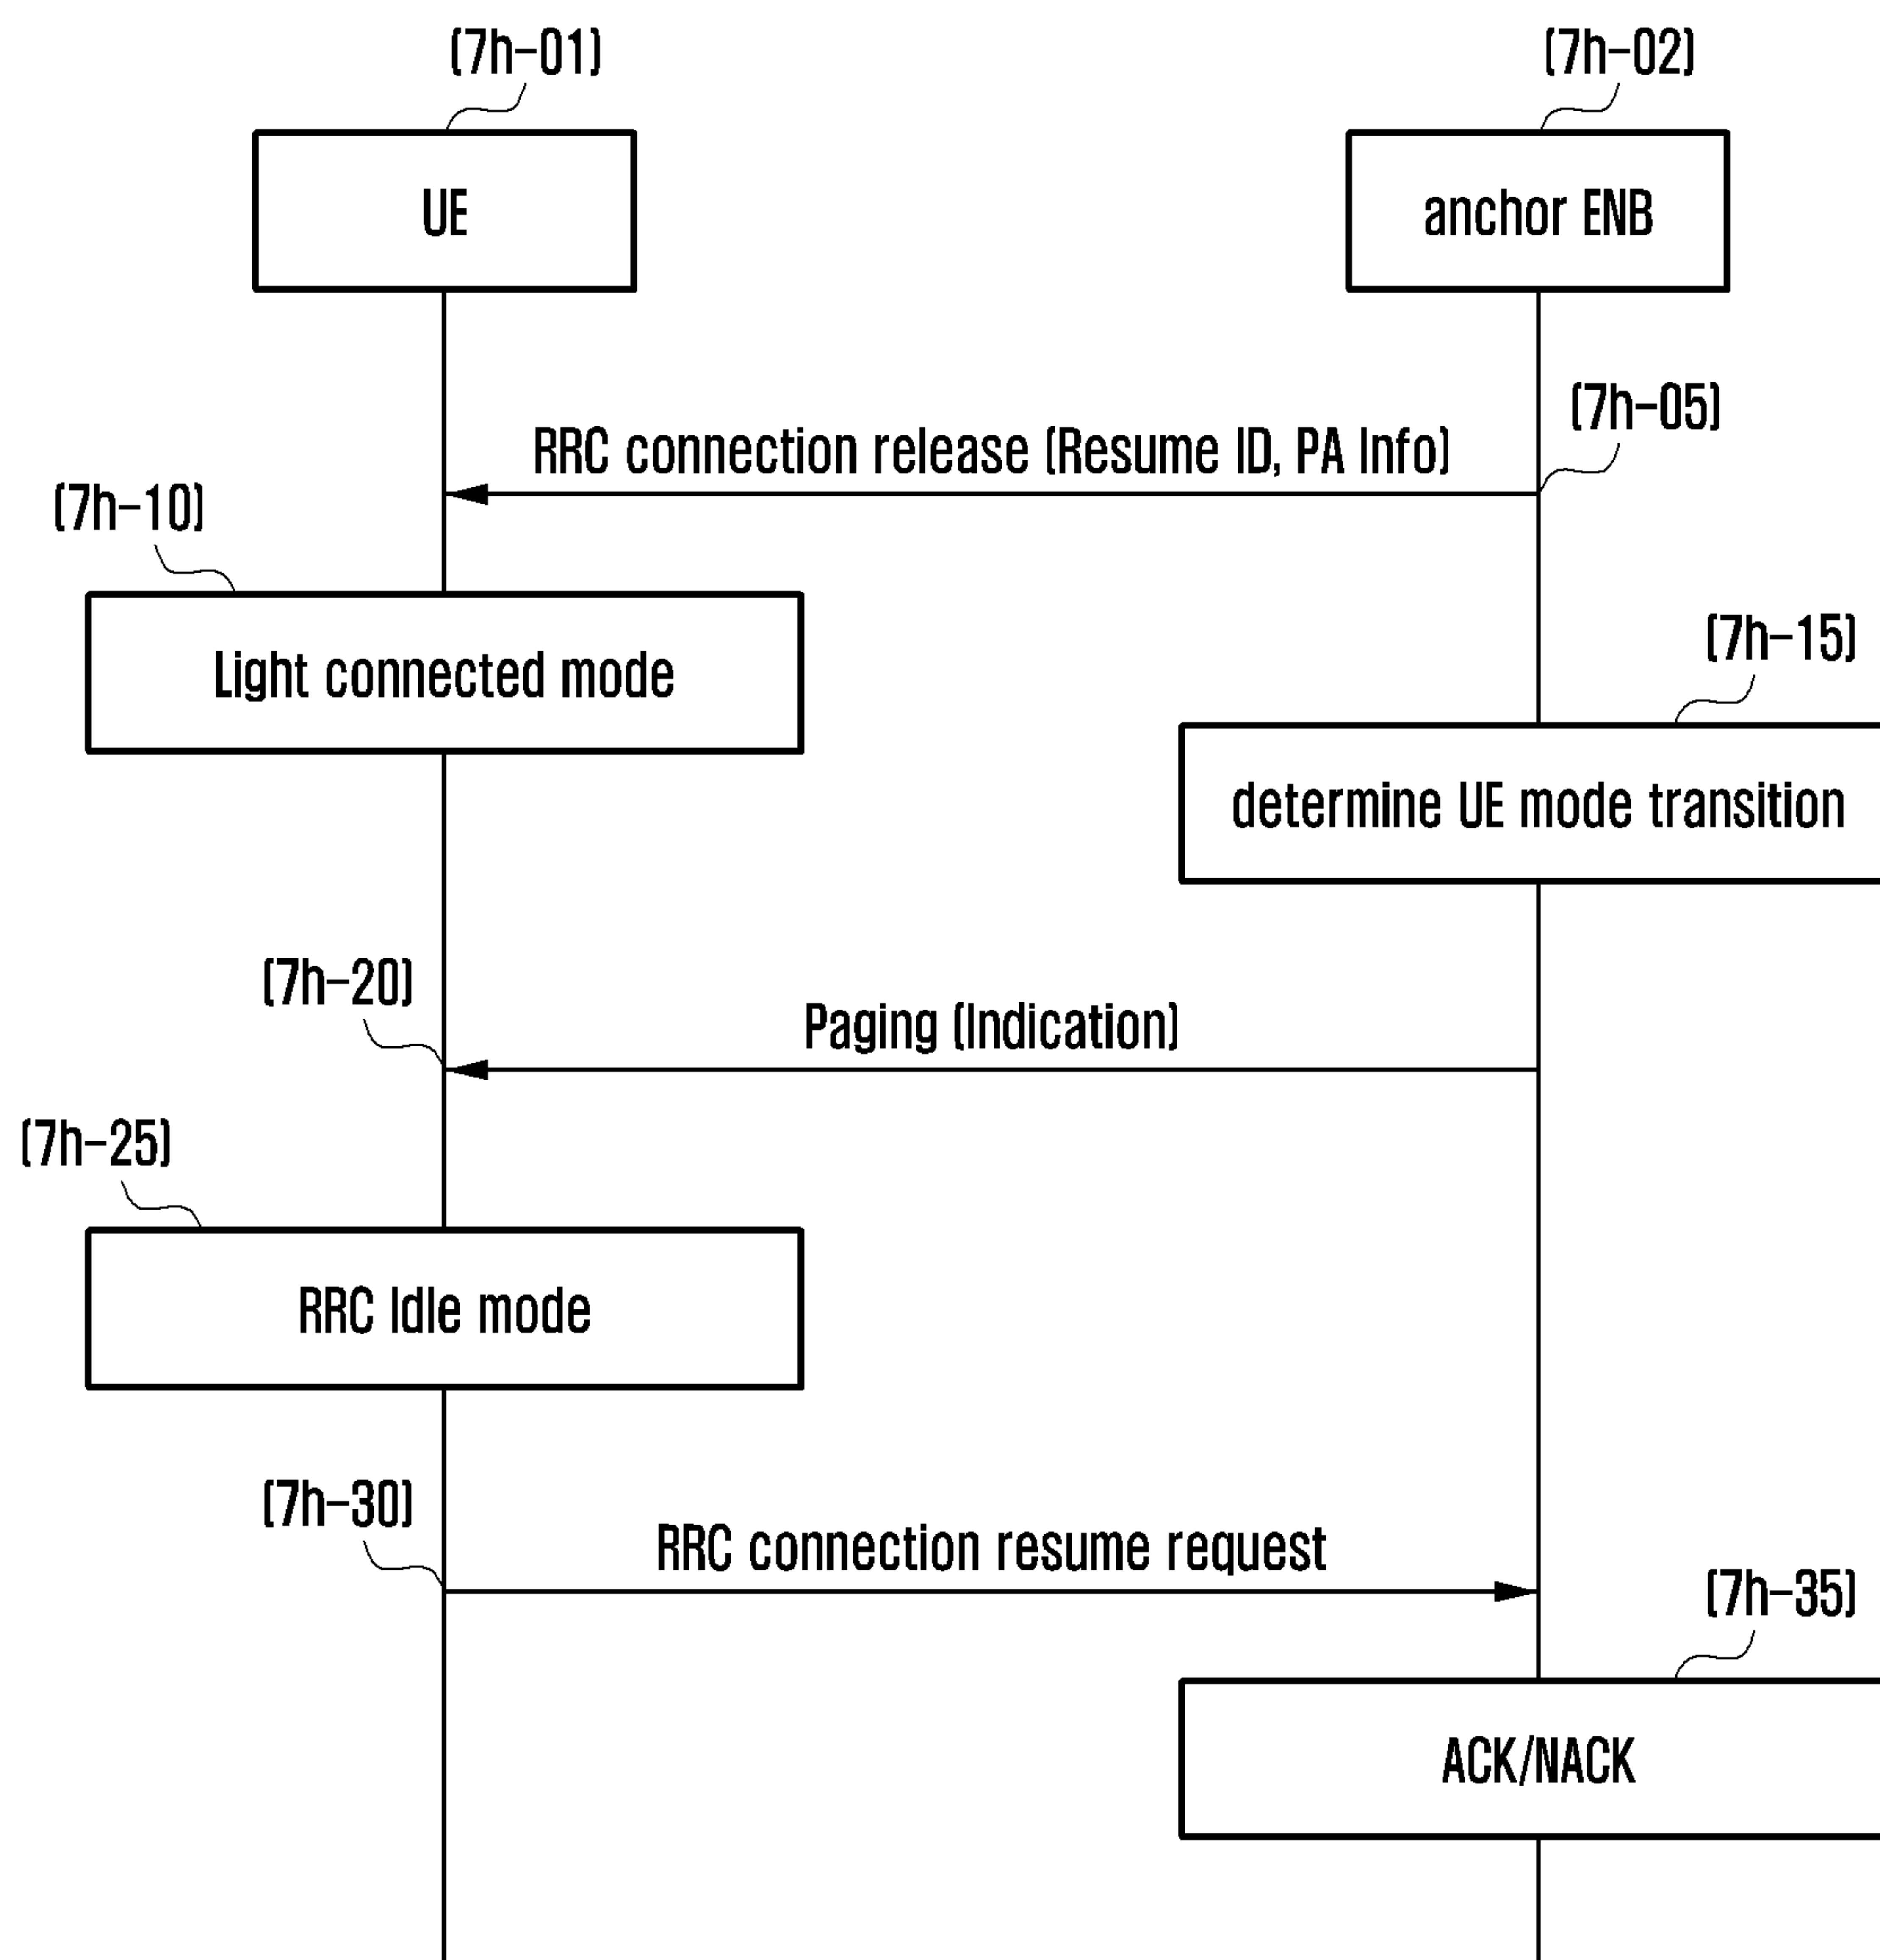 (7h-01)
(7h-02)
UE
anchor ENB
(7h-05)
RRC connection release (Resume ID, PA Info)
(7h-10)
Light connected mode
(7h-15)
determine UE mode transition
(7h-20)
Paging (Indication)
(7h-25)
RRC Idle mode
(7h-30)
RRC connection resume request
(7h-35)
ACK/NACK